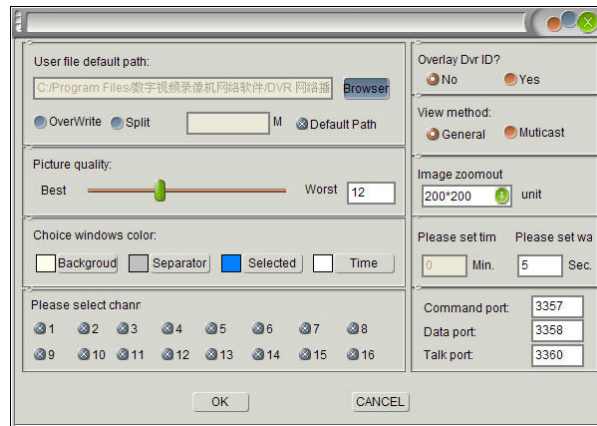 User file default path:
C:/Program Files/数字视频录像机网络软件/DVR 网络播
Browser
OverWrite Split M Default Path
Picture quality:
Best Worst 12
Choice windows color:
Backgroud Separator Selected Time
Please select chanr
1 2 3 4 5 6 7 8
9 10 11 12 13 14 15 16
Overlay Dvr ID?
No Yes
View method:
General Muticast
Image zoomout
200*200 unit
Please set tim Please set wa
0 Min. 5 Sec.
Command port: 3357
Data port: 3358
Talk port: 3360
OK CANCEL